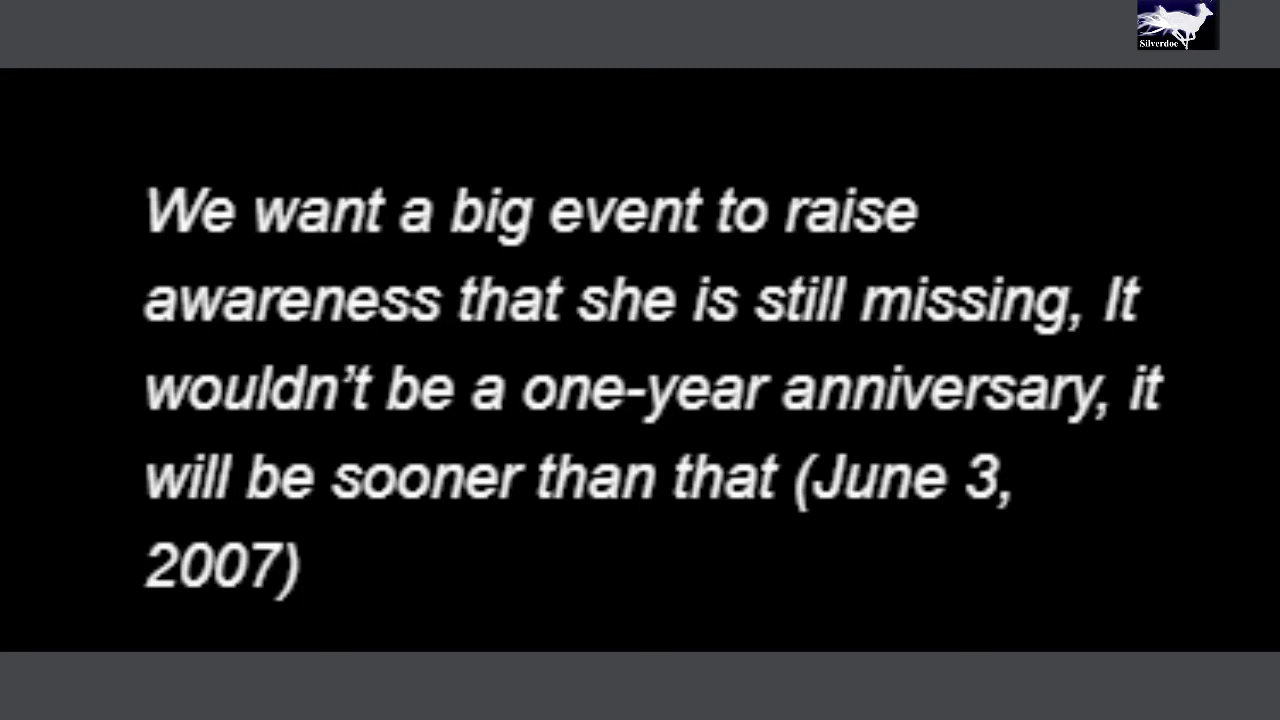 Silverdoe
We want a big event to raise
awareness that she is still missing, It
wouldn’t be a one-year anniversary, it
will be sooner than that (June 3,
2007)